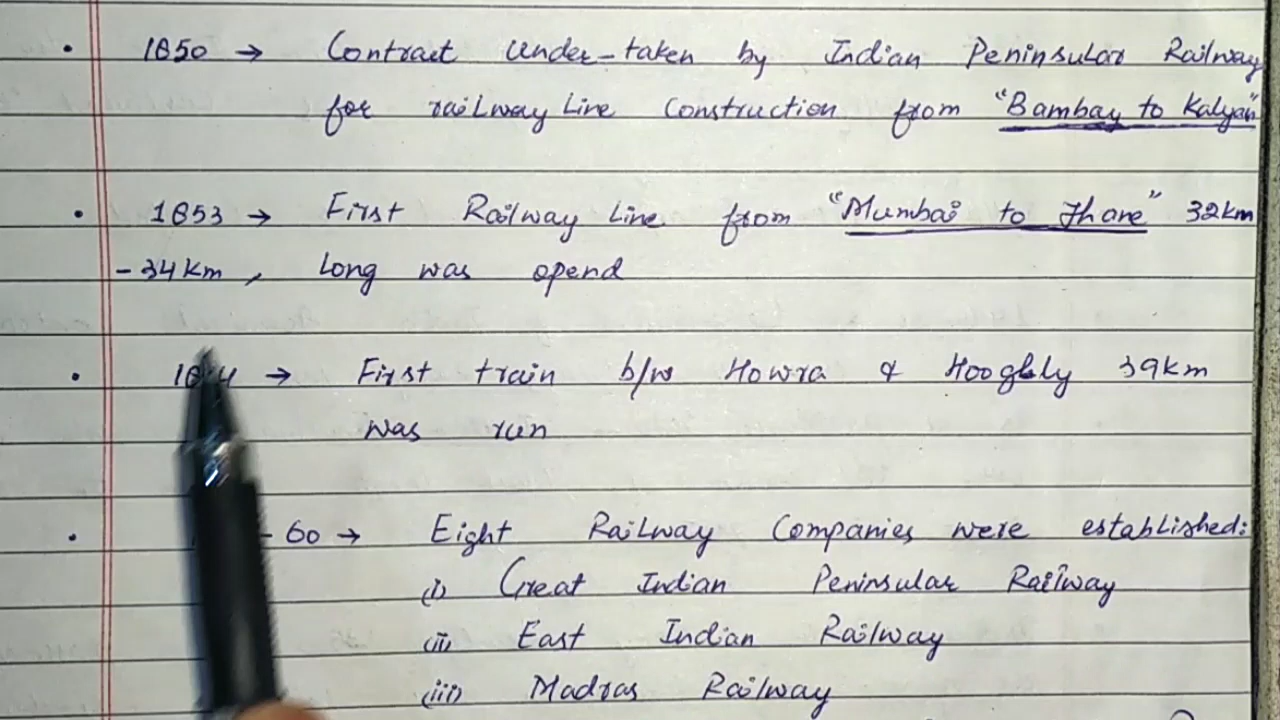 • 1850 → Contract under-taken by Indian Peninsular Railway
for railway Line Construction from "Bambay to Kalyan"
• 1853 → First Railway Line from "Mumbai to Thane" 32km
- 34km, Long was opend
• → First train b/w Howra & Hooghly 39km
was run
• - 60 → Eight Railway Companies were established:
(i) Great Indian Peninsular Railway
(ii) East Indian Railway
(iii) Madras Railway